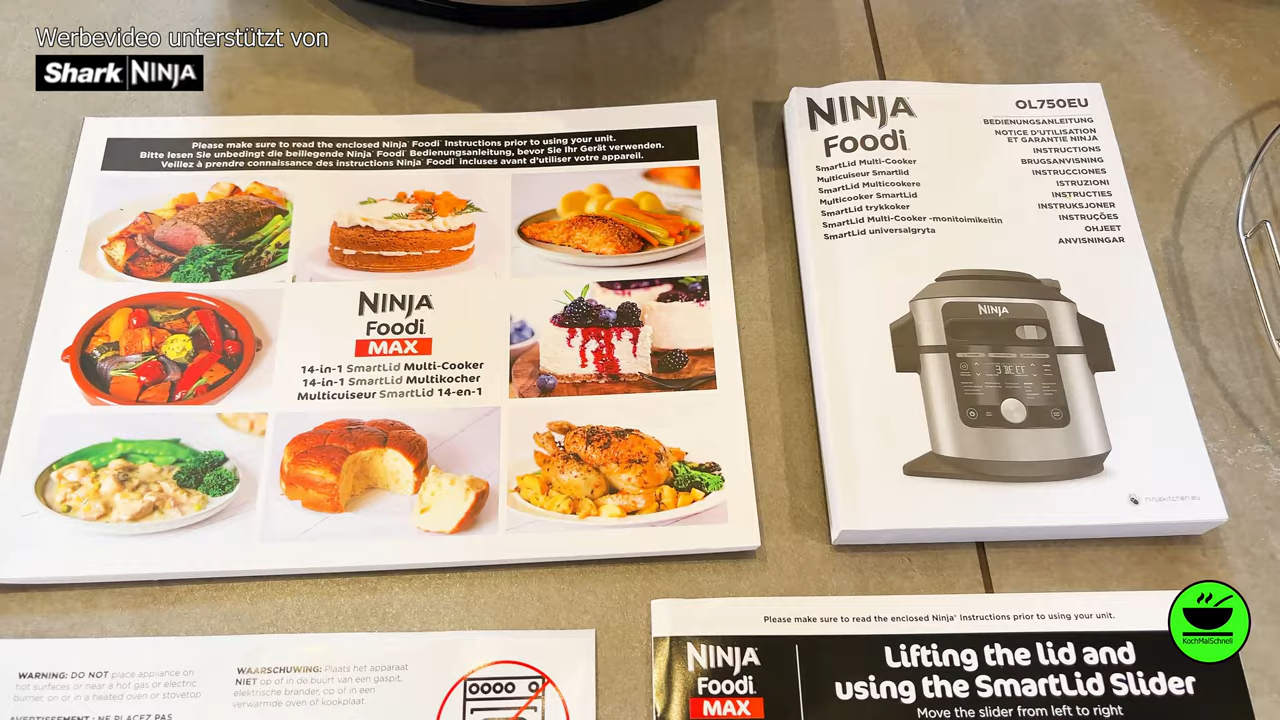 Werbevideo unterstützt von
Shark NINJA
Please make sure to read the enclosed Ninja Foodi Instructions prior to using your unit.
Bitte lesen Sie unbedingt die beiliegende Ninja Foodi Bedienungsanleitung, bevor Sie Ihr Gerät verwenden.
Veillez à prendre connaissance des instructions Ninja Foodi incluses avant d'utiliser votre appareil.
NINJA
Foodi
MAX
14-in-1 SmartLid Multi-Cooker
14-in-1 SmartLid Multikocher
Multicuiseur SmartLid 14-en-1
NINJA
Foodi
SmartLid Multi-Cooker
Multicuiseur Smartlid
SmartLid Multicookere
Multicooker SmartLid
SmartLid trykkoker
SmartLid Multi-Cooker -monitoimikeitin
SmartLid universalgryta
OL750EU
BEDIENUNGSANLEITUNG
NOTICE D'UTILISATION
ET GARANTIE NINJA
INSTRUCTIONS
BRUGSANVISNING
INSTRUCCIONES
ISTRUZIONI
INSTRUCTIES
INSTRUKSJONER
INSTRUÇÕES
OHJEET
ANVISNINGAR
NINJA
ninjakitchen.eu
WARNING: DO NOT place appliance on
hot surfaces or near a hot gas or electric
burner, on or in a heated oven or stovetop
AVERTISSEMENT : NE PLACEZ PAS
WAARSCHUWING: Plaats het apparaat
NIET op of in de buurt van een gaspit,
elektrische brander, op of in een
verwarmde oven of kookplaat.
Please make sure to read the enclosed Ninja® Instructions prior to using your unit.
NINJA
Foodi
MAX
Lifting the lid and
using the SmartLid Slider
Move the slider from left to right
KochMalSchnell